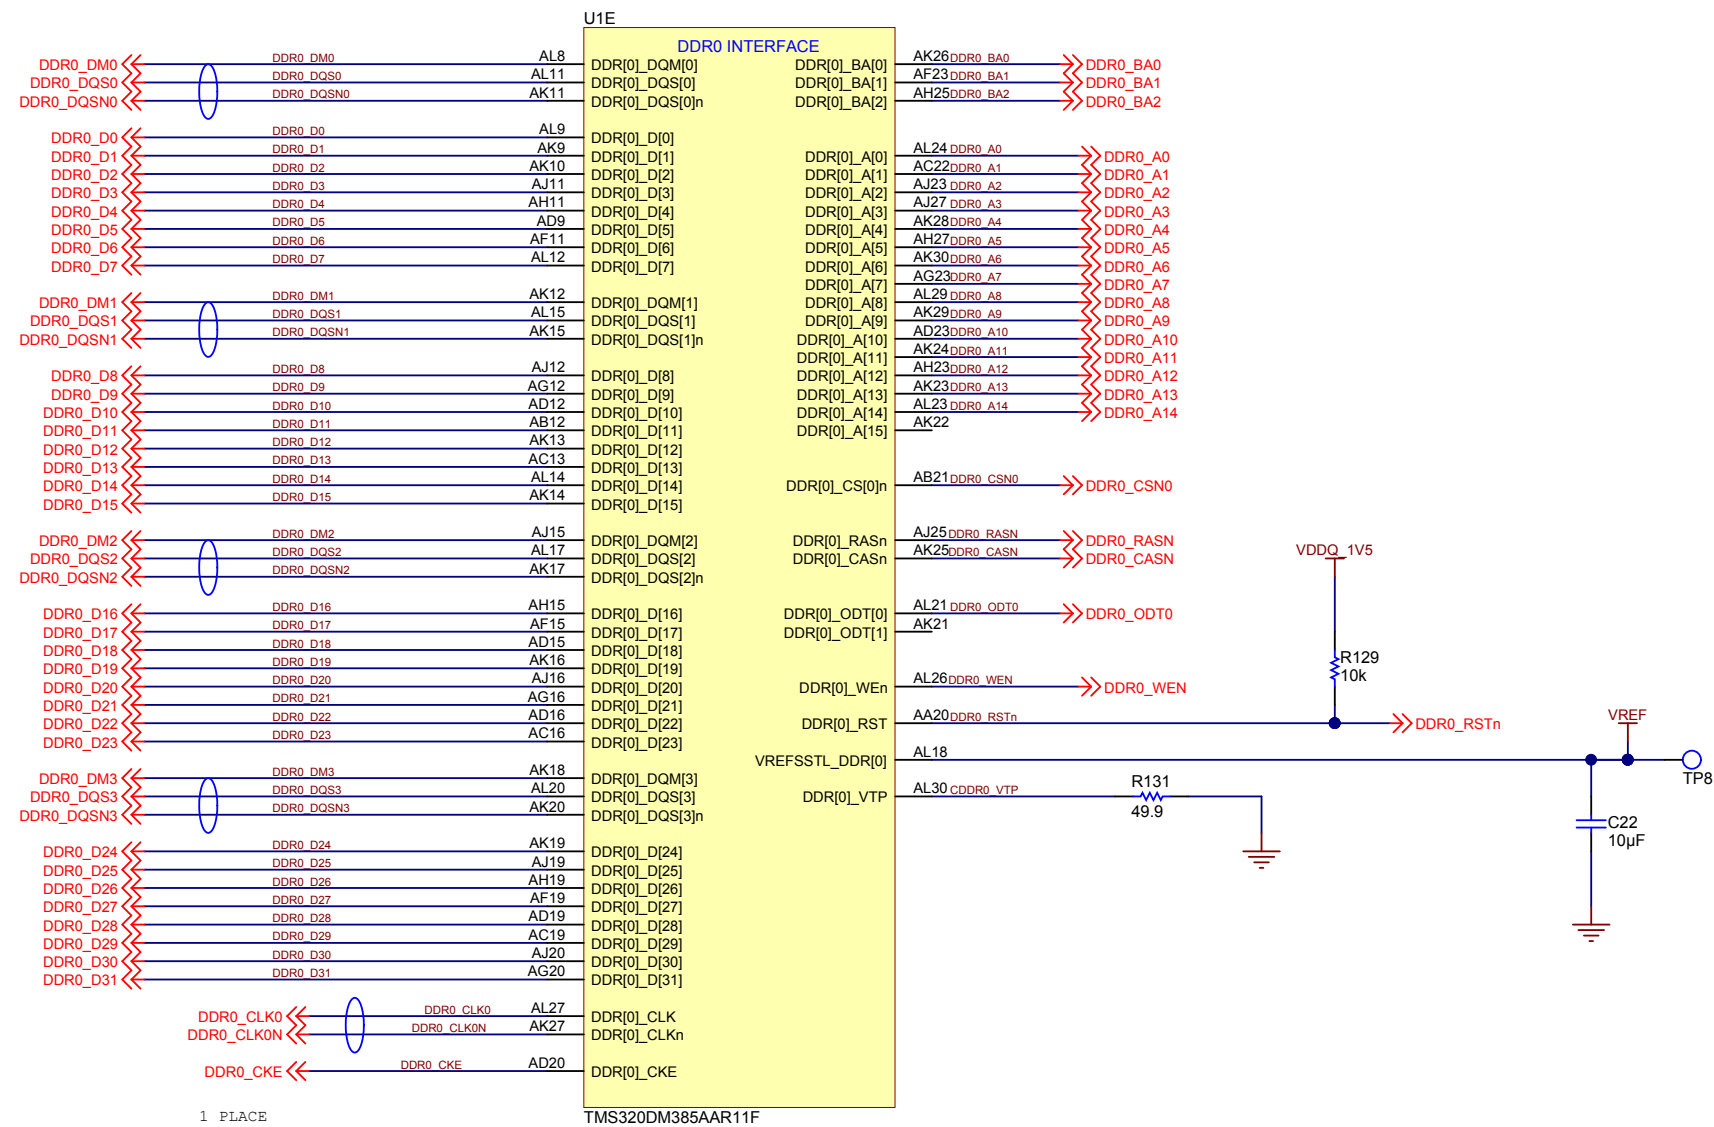 U1E
DDR0 INTERFACE
DDR0_DM0 DDR0_DM0 AL8 DDR[0]_DQM[0] DDR[0]_BA[0] AK26 DDR0_BA0 DDR0_BA0
DDR0_DQS0 DDR0_DQS0 AL11 DDR[0]_DQS[0] DDR[0]_BA[1] AF23 DDR0_BA1 DDR0_BA1
DDR0_DQSN0 DDR0_DQSN0 AK11 DDR[0]_DQS[0]n DDR[0]_BA[2] AH25 DDR0_BA2 DDR0_BA2
DDR0_D0 DDR0_D0 AL9 DDR[0]_D[0]
DDR0_D1 DDR0_D1 AK9 DDR[0]_D[1] DDR[0]_A[0] AL24 DDR0_A0 DDR0_A0
DDR0_D2 DDR0_D2 AK10 DDR[0]_D[2] DDR[0]_A[1] AC22 DDR0_A1 DDR0_A1
DDR0_D3 DDR0_D3 AJ11 DDR[0]_D[3] DDR[0]_A[2] AJ23 DDR0_A2 DDR0_A2
DDR0_D4 DDR0_D4 AH11 DDR[0]_D[4] DDR[0]_A[3] AJ27 DDR0_A3 DDR0_A3
DDR0_D5 DDR0_D5 AD9 DDR[0]_D[5] DDR[0]_A[4] AK28 DDR0_A4 DDR0_A4
DDR0_D6 DDR0_D6 AF11 DDR[0]_D[6] DDR[0]_A[5] AH27 DDR0_A5 DDR0_A5
DDR0_D7 DDR0_D7 AL12 DDR[0]_D[7] DDR[0]_A[6] AK30 DDR0_A6 DDR0_A6
DDR[0]_A[7] AG23 DDR0_A7 DDR0_A7
DDR0_DM1 DDR0_DM1 AK12 DDR[0]_DQM[1] DDR[0]_A[8] AL29 DDR0_A8 DDR0_A8
DDR0_DQS1 DDR0_DQS1 AL15 DDR[0]_DQS[1] DDR[0]_A[9] AK29 DDR0_A9 DDR0_A9
DDR0_DQSN1 DDR0_DQSN1 AK15 DDR[0]_DQS[1]n DDR[0]_A[10] AD23 DDR0_A10 DDR0_A10
DDR[0]_A[11] AK24 DDR0_A11 DDR0_A11
DDR0_D8 DDR0_D8 AJ12 DDR[0]_D[8] DDR[0]_A[12] AH23 DDR0_A12 DDR0_A12
DDR0_D9 DDR0_D9 AG12 DDR[0]_D[9] DDR[0]_A[13] AK23 DDR0_A13 DDR0_A13
DDR0_D10 DDR0_D10 AD12 DDR[0]_D[10] DDR[0]_A[14] AL23 DDR0_A14 DDR0_A14
DDR0_D11 DDR0_D11 AB12 DDR[0]_D[11] DDR[0]_A[15] AK22
DDR0_D12 DDR0_D12 AK13 DDR[0]_D[12]
DDR0_D13 DDR0_D13 AC13 DDR[0]_D[13]
DDR0_D14 DDR0_D14 AL14 DDR[0]_D[14] DDR[0]_CS[0]n AB21 DDR0_CSN0 DDR0_CSN0
DDR0_D15 DDR0_D15 AK14 DDR[0]_D[15]
DDR0_DM2 DDR0_DM2 AJ15 DDR[0]_DQM[2] DDR[0]_RASn AJ25 DDR0_RASN DDR0_RASN
DDR0_DQS2 DDR0_DQS2 AL17 DDR[0]_DQS[2] DDR[0]_CASn AK25 DDR0_CASN DDR0_CASN VDDQ_1V5
DDR0_DQSN2 DDR0_DQSN2 AK17 DDR[0]_DQS[2]n
DDR0_D16 DDR0_D16 AH15 DDR[0]_D[16] DDR[0]_ODT[0] AL21 DDR0_ODT0 DDR0_ODT0
DDR0_D17 DDR0_D17 AF15 DDR[0]_D[17] DDR[0]_ODT[1] AK21
DDR0_D18 DDR0_D18 AD15 DDR[0]_D[18]
DDR0_D19 DDR0_D19 AK16 DDR[0]_D[19] R129
10k
DDR0_D20 DDR0_D20 AJ16 DDR[0]_D[20] DDR[0]_WEn AL26 DDR0_WEN DDR0_WEN
DDR0_D21 DDR0_D21 AG16 DDR[0]_D[21]
DDR0_D22 DDR0_D22 AD16 DDR[0]_D[22] DDR[0]_RST AA20 DDR0_RSTn DDR0_RSTn VREF
DDR0_D23 DDR0_D23 AC16 DDR[0]_D[23]
VREFSSTL_DDR[0] AL18 TP8
DDR0_DM3 DDR0_DM3 AK18 DDR[0]_DQM[3]
DDR0_DQS3 DDR0_DQS3 AL20 DDR[0]_DQS[3] DDR[0]_VTP AL30 CDDR0_VTP R131
49.9
DDR0_DQSN3 DDR0_DQSN3 AK20 DDR[0]_DQS[3]n C22
10µF
DDR0_D24 DDR0_D24 AK19 DDR[0]_D[24]
DDR0_D25 DDR0_D25 AJ19 DDR[0]_D[25]
DDR0_D26 DDR0_D26 AH19 DDR[0]_D[26]
DDR0_D27 DDR0_D27 AF19 DDR[0]_D[27]
DDR0_D28 DDR0_D28 AD19 DDR[0]_D[28]
DDR0_D29 DDR0_D29 AC19 DDR[0]_D[29]
DDR0_D30 DDR0_D30 AJ20 DDR[0]_D[30]
DDR0_D31 DDR0_D31 AG20 DDR[0]_D[31]
DDR0_CLK0 DDR0_CLK0 AL27 DDR[0]_CLK
DDR0_CLK0N DDR0_CLK0N AK27 DDR[0]_CLKn
DDR0_CKE DDR0_CKE AD20 DDR[0]_CKE
1 PLACE
TMS320DM385AAR11F